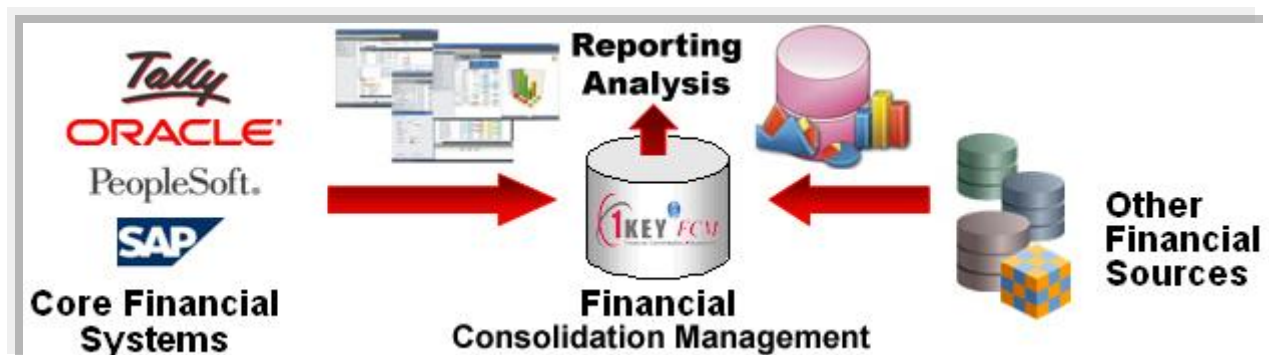 Tally
ORACLE
PeopleSoft.
SAP
Core Financial
Systems
Reporting
Analysis
1KEY FCM
Financial
Consolidation Management
Other
Financial
Sources